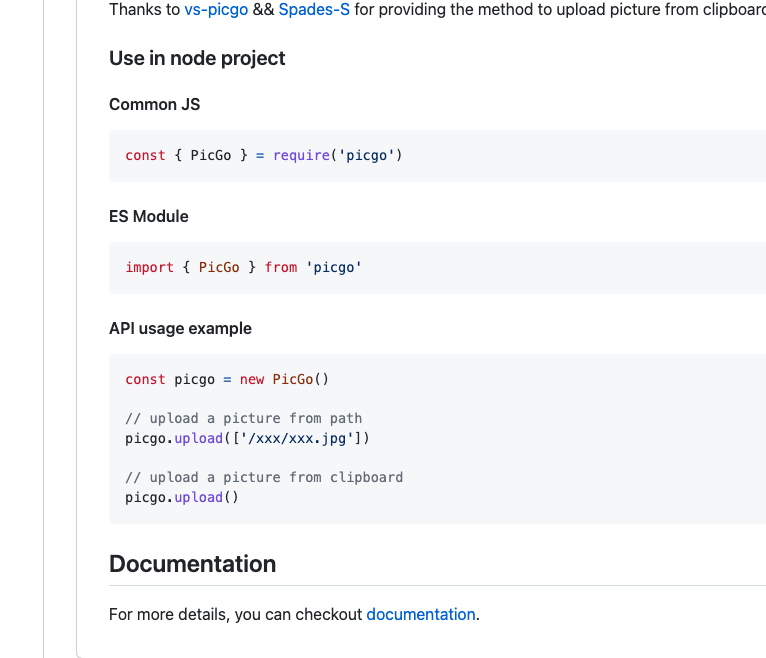 Thanks to vs-picgo && Spades-S for providing the method to upload picture from clipboard
Use in node project
Common JS
const { PicGo } = require('picgo')
ES Module
import { PicGo } from 'picgo'
API usage example
const picgo = new PicGo()
// upload a picture from path
picgo.upload(['/xxx/xxx.jpg'])
// upload a picture from clipboard
picgo.upload()
Documentation
For more details, you can checkout documentation.